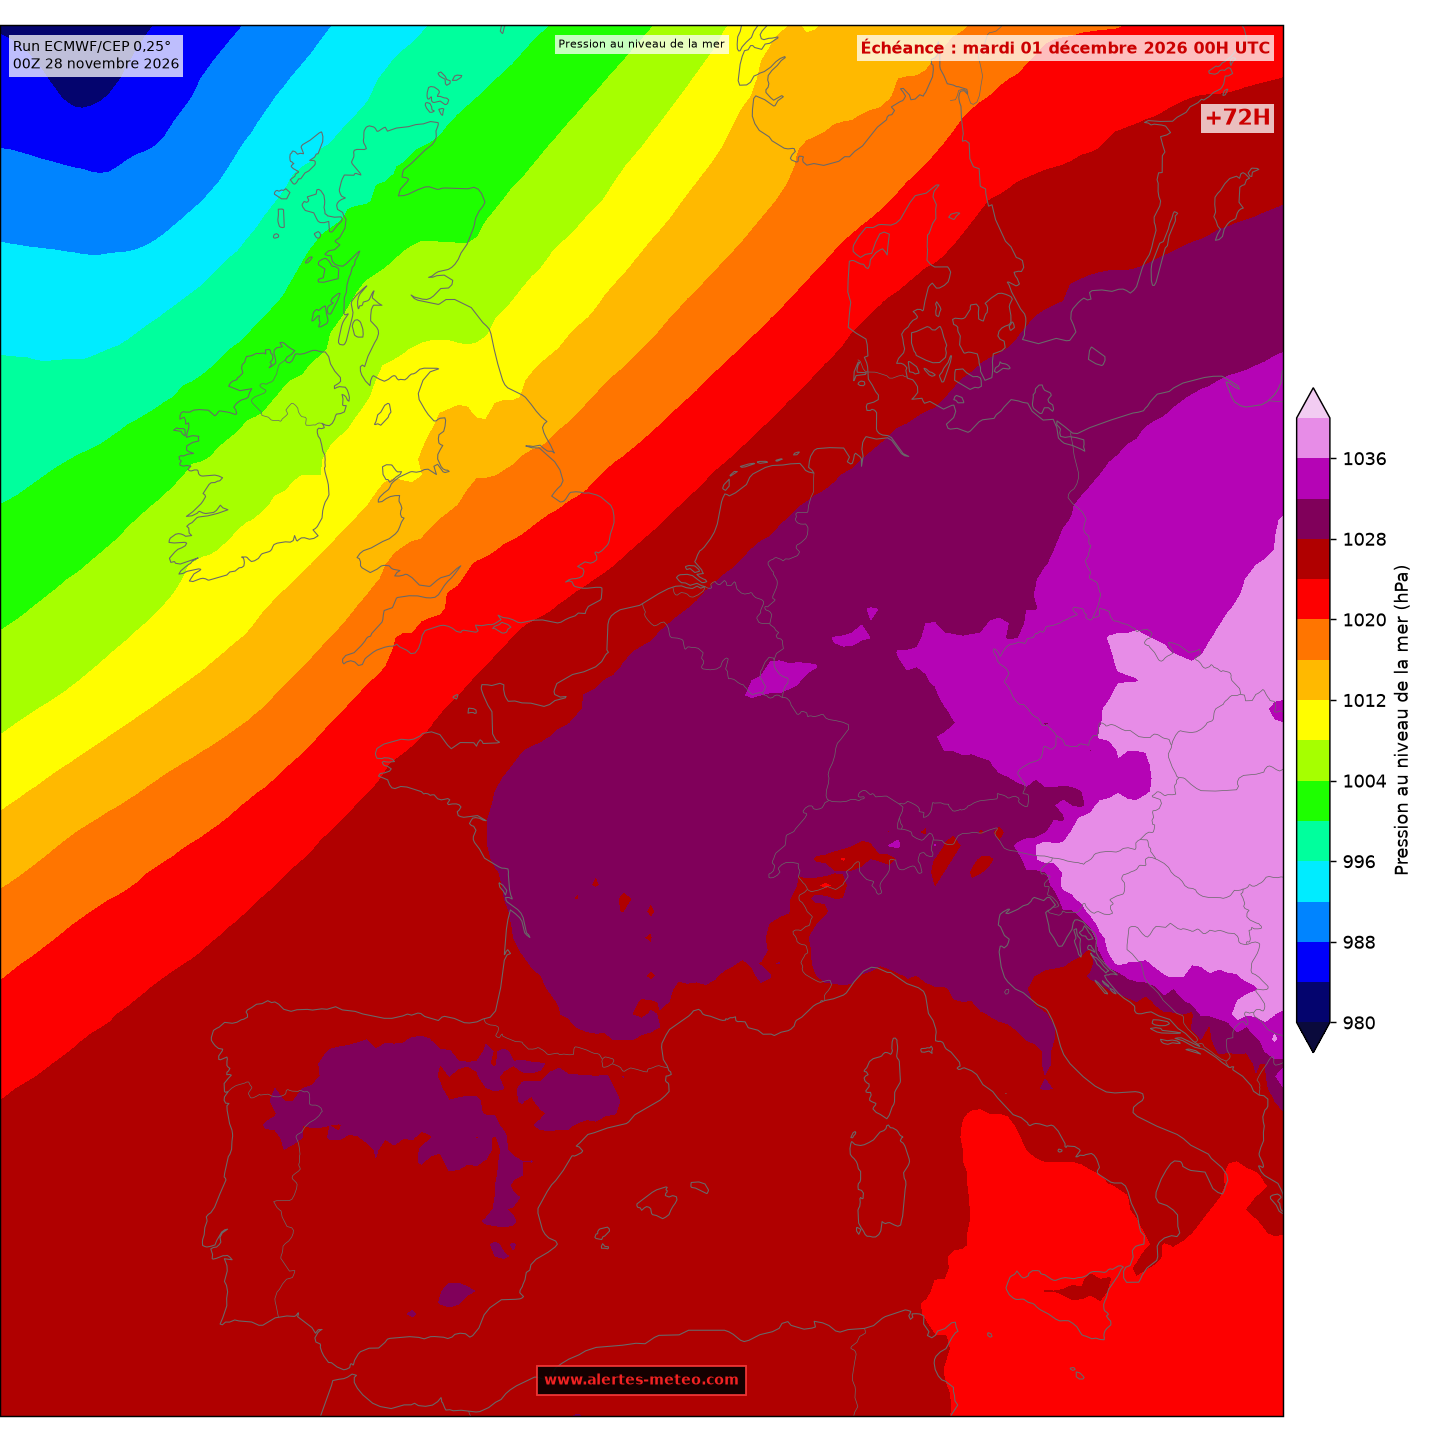 Run ECMWF/CEP 0,25°
00Z 28 novembre 2026
Pression au niveau de la mer
Échéance : mardi 01 décembre 2026 00H UTC
+72H
1036
1028
1020
1012
1004
996
988
980
Pression au niveau de la mer (hPa)
www.alertes-meteo.com